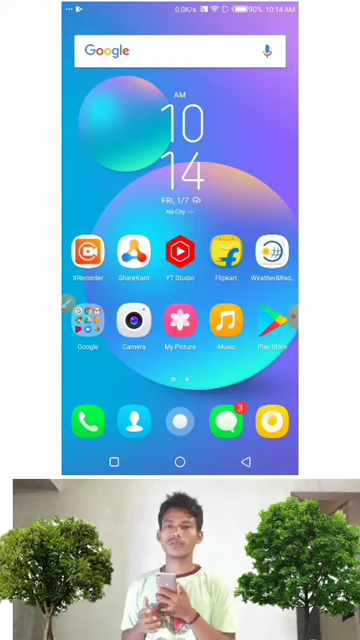 0.0K/s 90% 10:14 AM
Google
AM
10
14
FRI, 1/7
No City --
XRecorder ShareKaro YT Studio Flipkart Weather&Rad..
Google Camera My Picture Music Play Store
3